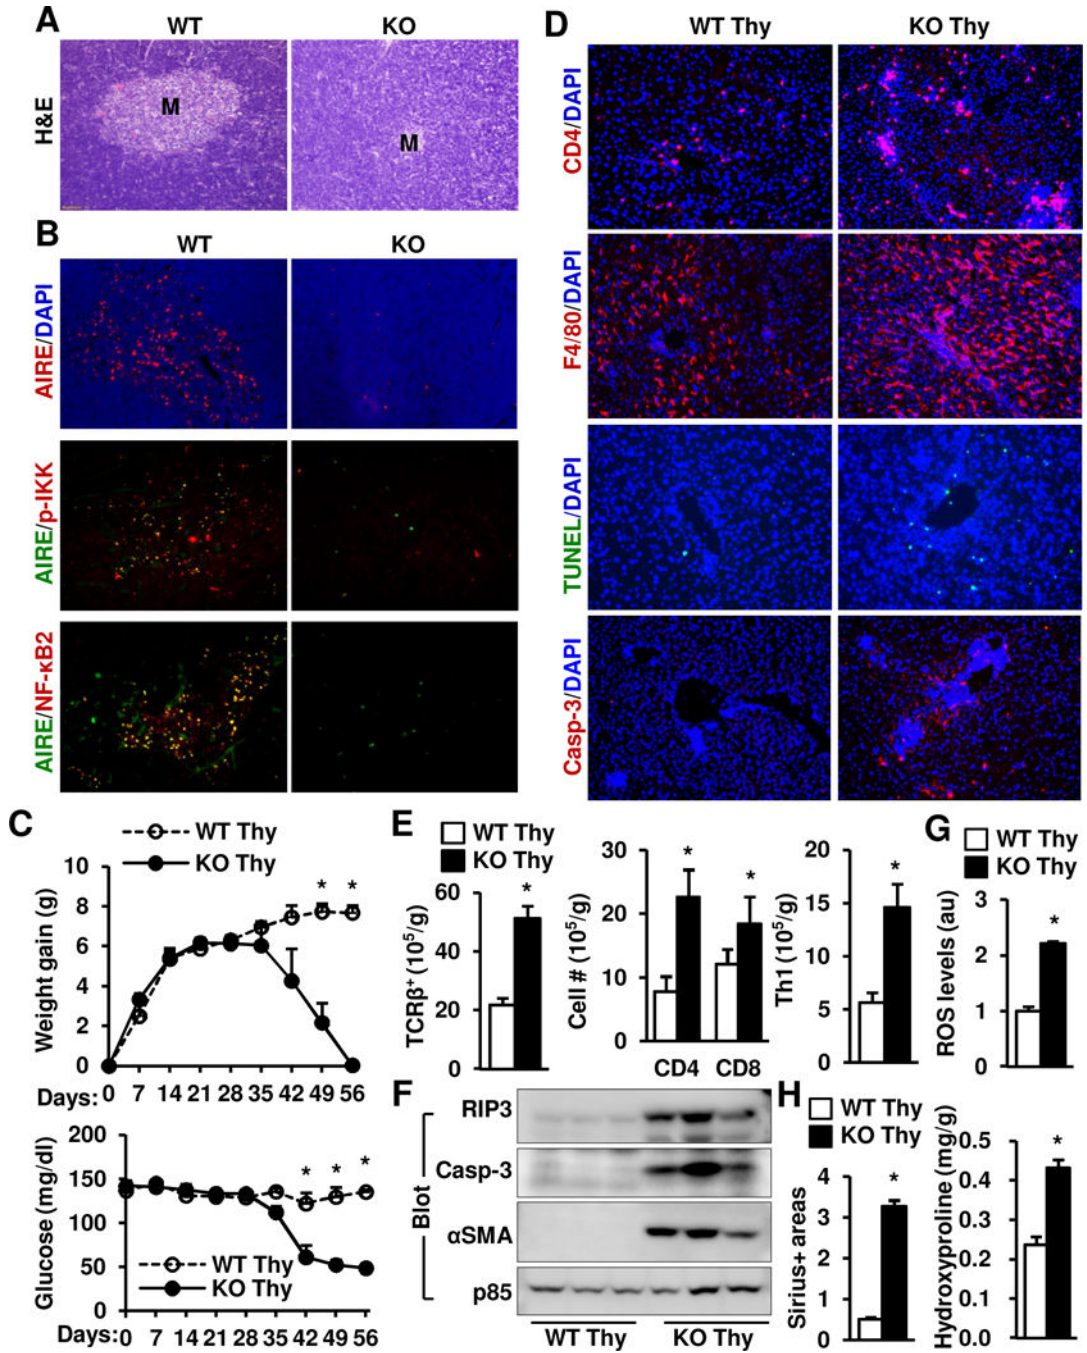 A
WT
KO
H&E
M
M
B
WT
KO
AIRE/DAPI
AIRE/p-IKK
AIRE/NF-κB2
C
WT Thy
KO Thy
Weight gain (g)
10
8
6
4
2
0
* *
Days: 0 7 14 21 28 35 42 49 56
Glucose (mg/dl)
200
150
100
50
0
* * *
WT Thy
KO Thy
Days: 0 7 14 21 28 35 42 49 56
D
WT Thy
KO Thy
CD4/DAPI
F4/80/DAPI
TUNEL/DAPI
Casp-3/DAPI
E
WT Thy
KO Thy
TCRβ⁺ (10⁵/g)
60
40
20
0
*
Cell # (10⁵/g)
30
20
10
0
* *
CD4 CD8
Th1 (10⁵/g)
20
15
10
5
0
*
F
Blot
RIP3
Casp-3
αSMA
p85
WT Thy KO Thy
G
WT Thy
KO Thy
ROS levels (au)
3
2
1
0
*
H
WT Thy
KO Thy
Sirius+ areas
4
3
2
1
0
*
Hydroxyproline (mg/g)
0.5
0.4
0.3
0.2
0.1
0
*